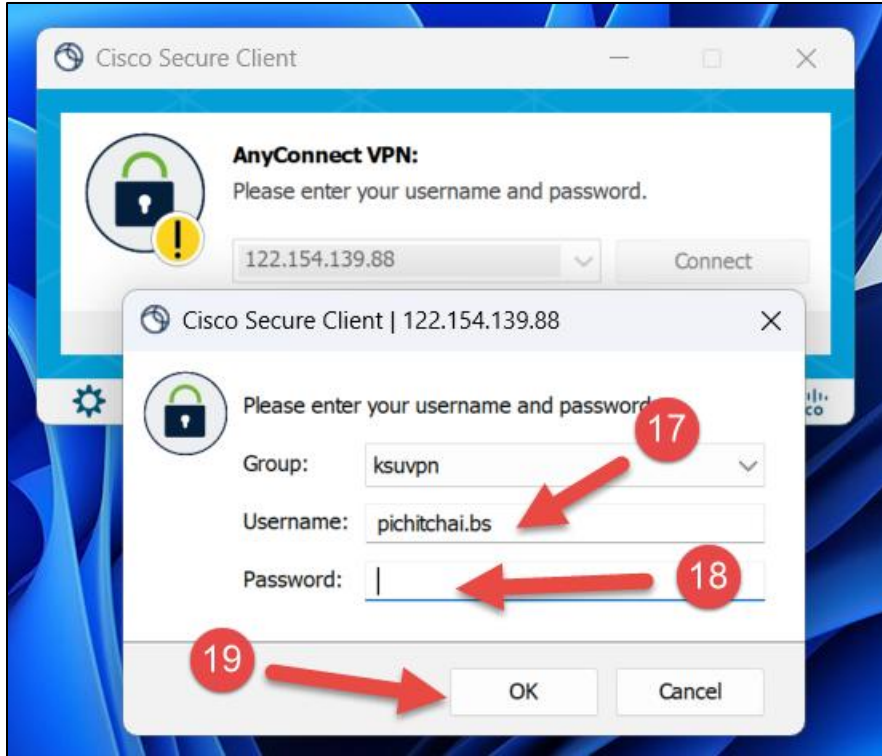 Cisco Secure Client
AnyConnect VPN:
Please enter your username and password.
122.154.139.88
Connect
Cisco Secure Client | 122.154.139.88
Please enter your username and password
17
Group:
ksuvpn
Username:
pichitchai.bs
Password:
18
19
OK
Cancel